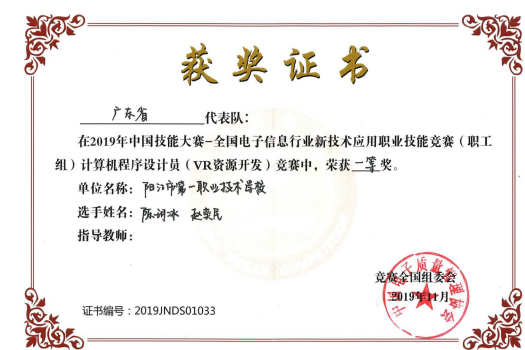 获奖证书
广东省 代表队：
在2019年中国技能大赛-全国电子信息行业新技术应用职业技能竞赛（职工
组）计算机程序设计员（VR资源开发）竞赛中，荣获二等奖。
单位名称：阳江市第一职业技术学校
选手姓名：陈 冰 赵 民
指导教师：
竞赛全国组委会
2019年11月
证书编号：2019JNDS01033